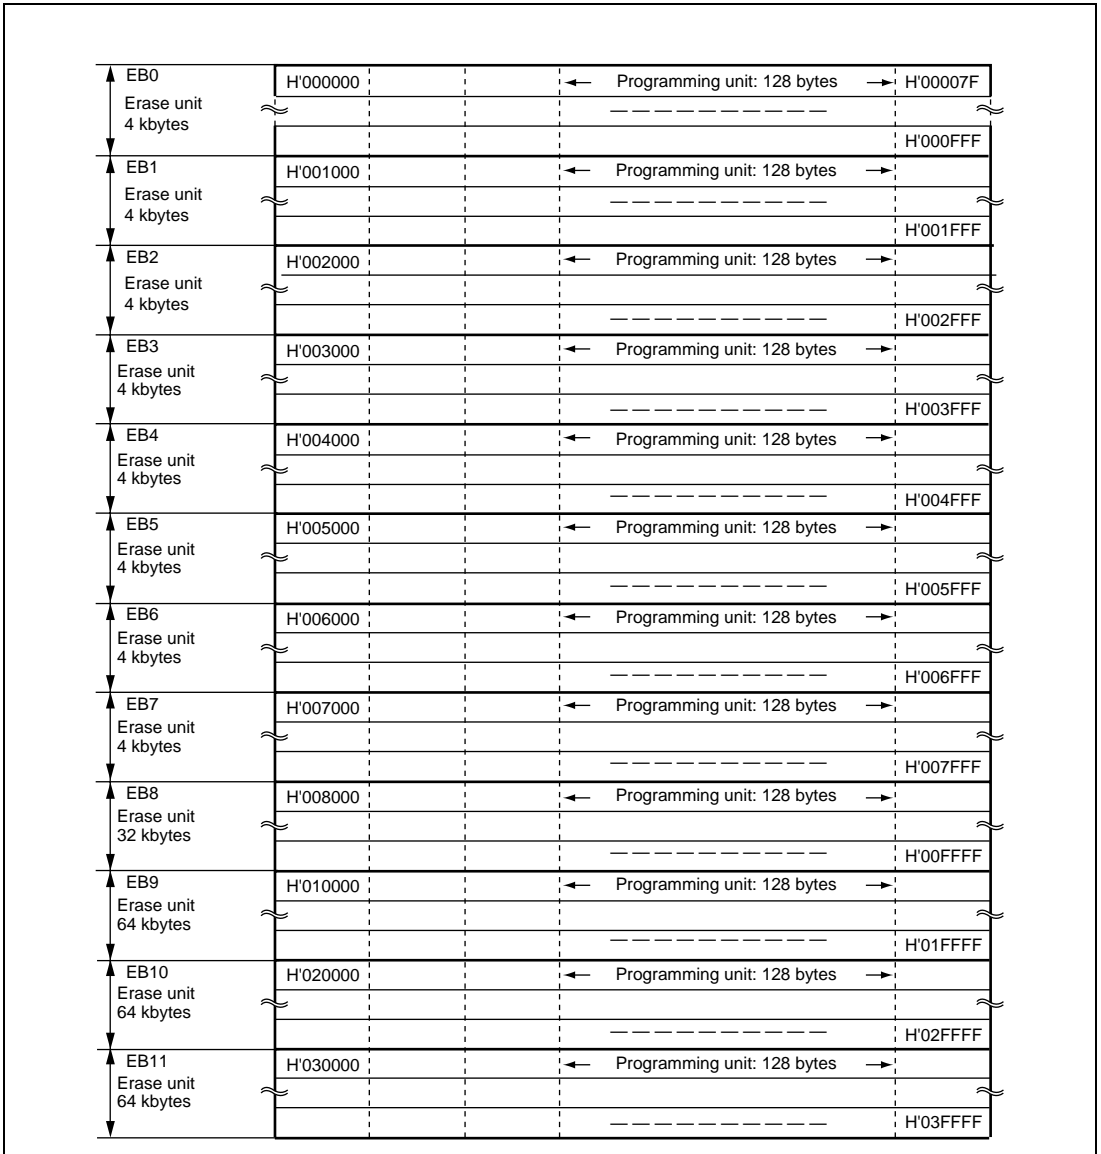 EB0
Erase unit
4 kbytes
H'000000 ← Programming unit: 128 bytes → H'00007F
H'000FFF
EB1
Erase unit
4 kbytes
H'001000 ← Programming unit: 128 bytes →
H'001FFF
EB2
Erase unit
4 kbytes
H'002000 ← Programming unit: 128 bytes →
H'002FFF
EB3
Erase unit
4 kbytes
H'003000 ← Programming unit: 128 bytes →
H'003FFF
EB4
Erase unit
4 kbytes
H'004000 ← Programming unit: 128 bytes →
H'004FFF
EB5
Erase unit
4 kbytes
H'005000 ← Programming unit: 128 bytes →
H'005FFF
EB6
Erase unit
4 kbytes
H'006000 ← Programming unit: 128 bytes →
H'006FFF
EB7
Erase unit
4 kbytes
H'007000 ← Programming unit: 128 bytes →
H'007FFF
EB8
Erase unit
32 kbytes
H'008000 ← Programming unit: 128 bytes →
H'00FFFF
EB9
Erase unit
64 kbytes
H'010000 ← Programming unit: 128 bytes →
H'01FFFF
EB10
Erase unit
64 kbytes
H'020000 ← Programming unit: 128 bytes →
H'02FFFF
EB11
Erase unit
64 kbytes
H'030000 ← Programming unit: 128 bytes →
H'03FFFF